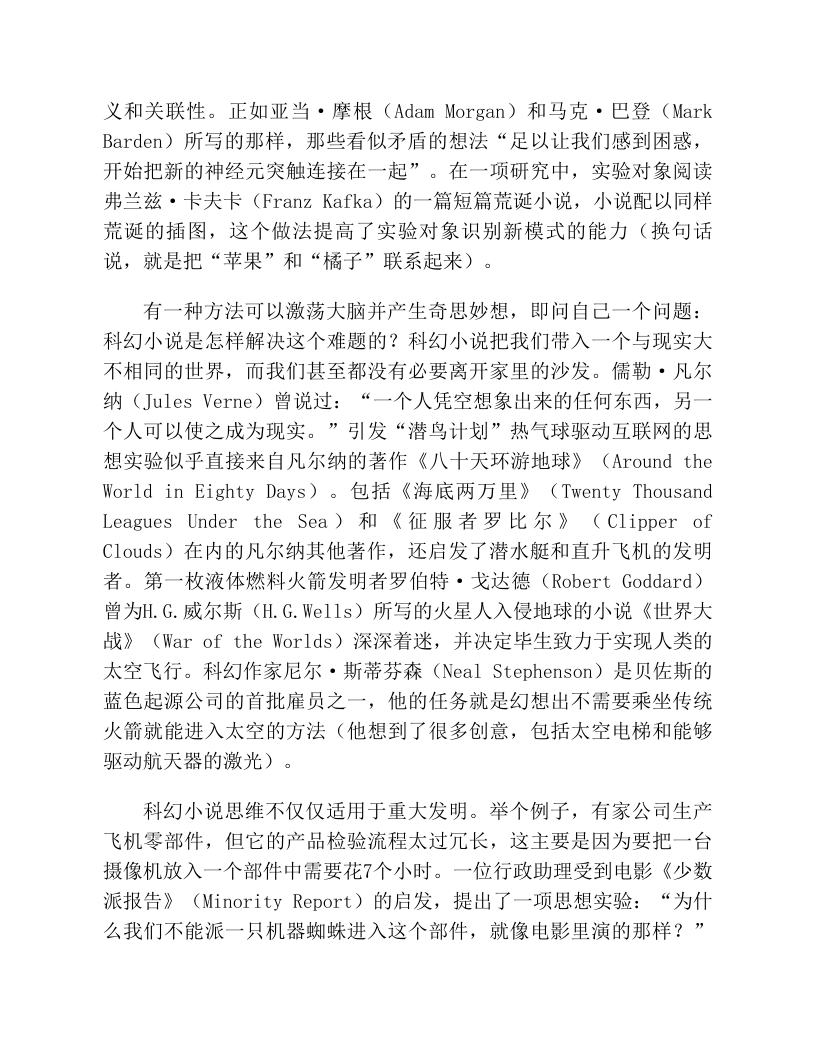 义和关联性。正如亚当·摩根（Adam Morgan）和马克·巴登（Mark
Barden）所写的那样，那些看似矛盾的想法“足以让我们感到困惑，
开始把新的神经元突触连接在一起”。在一项研究中，实验对象阅读
弗兰兹·卡夫卡（Franz Kafka）的一篇短篇荒诞小说，小说配以同样
荒诞的插图，这个做法提高了实验对象识别新模式的能力（换句话
说，就是把“苹果”和“橘子”联系起来）。
有一种方法可以激荡大脑并产生奇思妙想，即问自己一个问题：
科幻小说是怎样解决这个难题的？科幻小说把我们带入一个与现实大
不相同的世界，而我们甚至都没有必要离开家里的沙发。儒勒·凡尔
纳（Jules Verne）曾说过：“一个人凭空想象出来的任何东西，另一
个人可以使之成为现实。”引发“潜鸟计划”热气球驱动互联网的思
想实验似乎直接来自凡尔纳的著作《八十天环游地球》（Around the
World in Eighty Days）。包括《海底两万里》（Twenty Thousand
Leagues Under the Sea）和《征服者罗比尔》（Clipper of
Clouds）在内的凡尔纳其他著作，还启发了潜水艇和直升飞机的发明
者。第一枚液体燃料火箭发明者罗伯特·戈达德（Robert Goddard）
曾为H.G.威尔斯（H.G.Wells）所写的火星人入侵地球的小说《世界大
战》（War of the Worlds）深深着迷，并决定毕生致力于实现人类的
太空飞行。科幻作家尼尔·斯蒂芬森（Neal Stephenson）是贝佐斯的
蓝色起源公司的首批雇员之一，他的任务就是幻想出不需要乘坐传统
火箭就能进入太空的方法（他想到了很多创意，包括太空电梯和能够
驱动航天器的激光）。
科幻小说思维不仅仅适用于重大发明。举个例子，有家公司生产
飞机零部件，但它的产品检验流程太过冗长，这主要是因为要把一台
摄像机放入一个部件中需要花7个小时。一位行政助理受到电影《少数
派报告》（Minority Report）的启发，提出了一项思想实验：“为什
么我们不能派一只机器蜘蛛进入这个部件，就像电影里演的那样？”